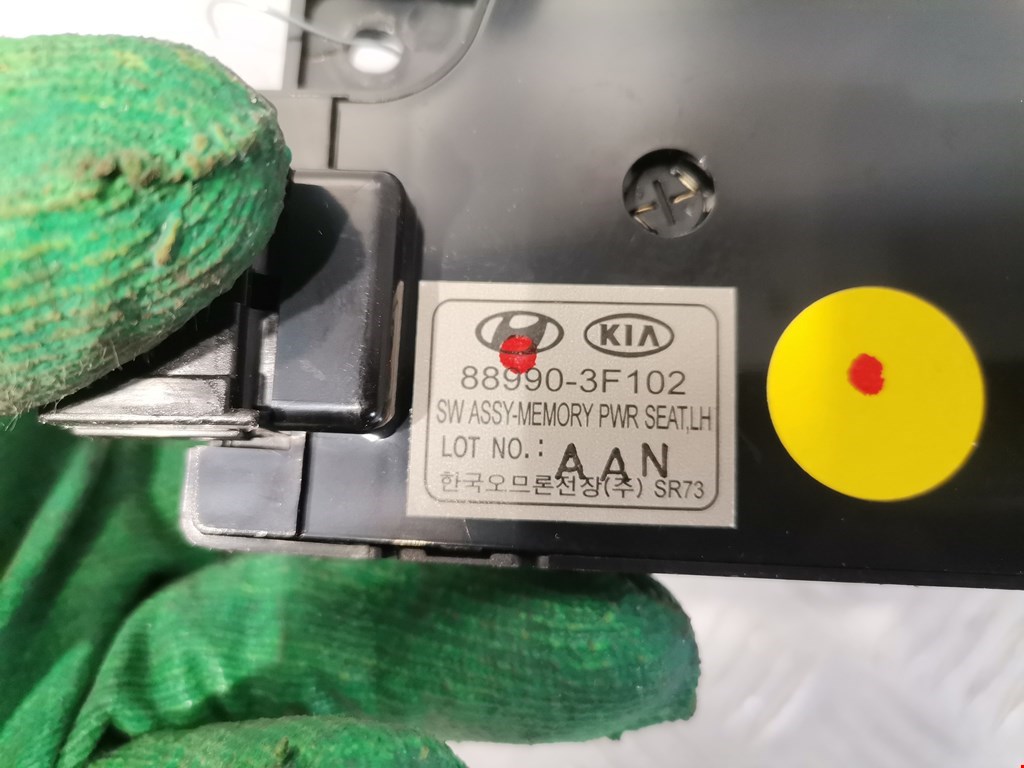 KIA
88990-3F102
SW ASSY-MEMORY PWR SEAT,LH
LOT NO.: AAN
한국오므론전장(주) SR73